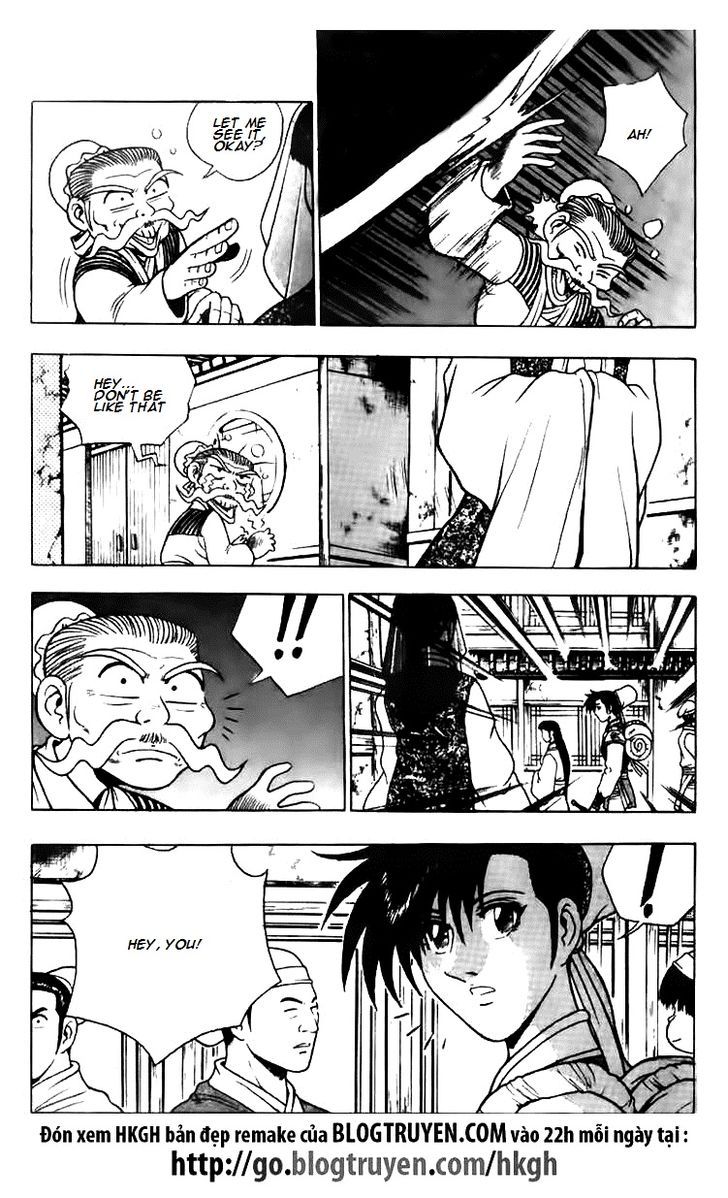 LET ME
SEE IT,
OKAY?
AH!
HEY...
DON'T BE
LIKE THAT
!!
HEY, YOU!
!!
Đón xem HKGH bản đẹp remake của BLOGTRUYEN.COM vào 22h mỗi ngày tại :
http://go.blogtruyen.com/hkgh